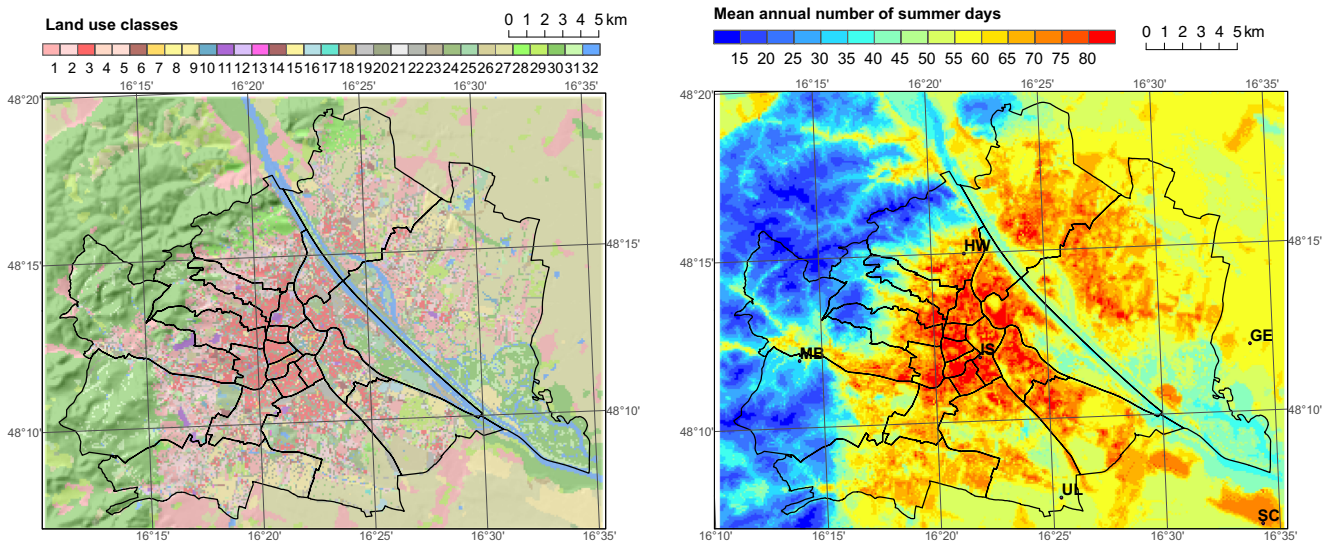 Land use classes
0 1 2 3 4 5 km
1 2 3 4 5 6 7 8 9 10 11 12 13 14 15 16 17 18 19 20 21 22 23 24 25 26 27 28 29 30 31 32
16°15' 16°20' 16°25' 16°30' 16°35'
48°20'
48°15'
48°10'
16°15' 16°20' 16°25' 16°30' 16°35'
48°15'
48°10'
Mean annual number of summer days
0 1 2 3 4 5 km
15 20 25 30 35 40 45 50 55 60 65 70 75 80
16°15' 16°20' 16°25' 16°30' 16°35'
48°20'
48°15'
48°10'
HW
GE
MB
IS
UL
SC
48°15'
48°10'
16°10' 16°15' 16°20' 16°25' 16°30' 16°35'